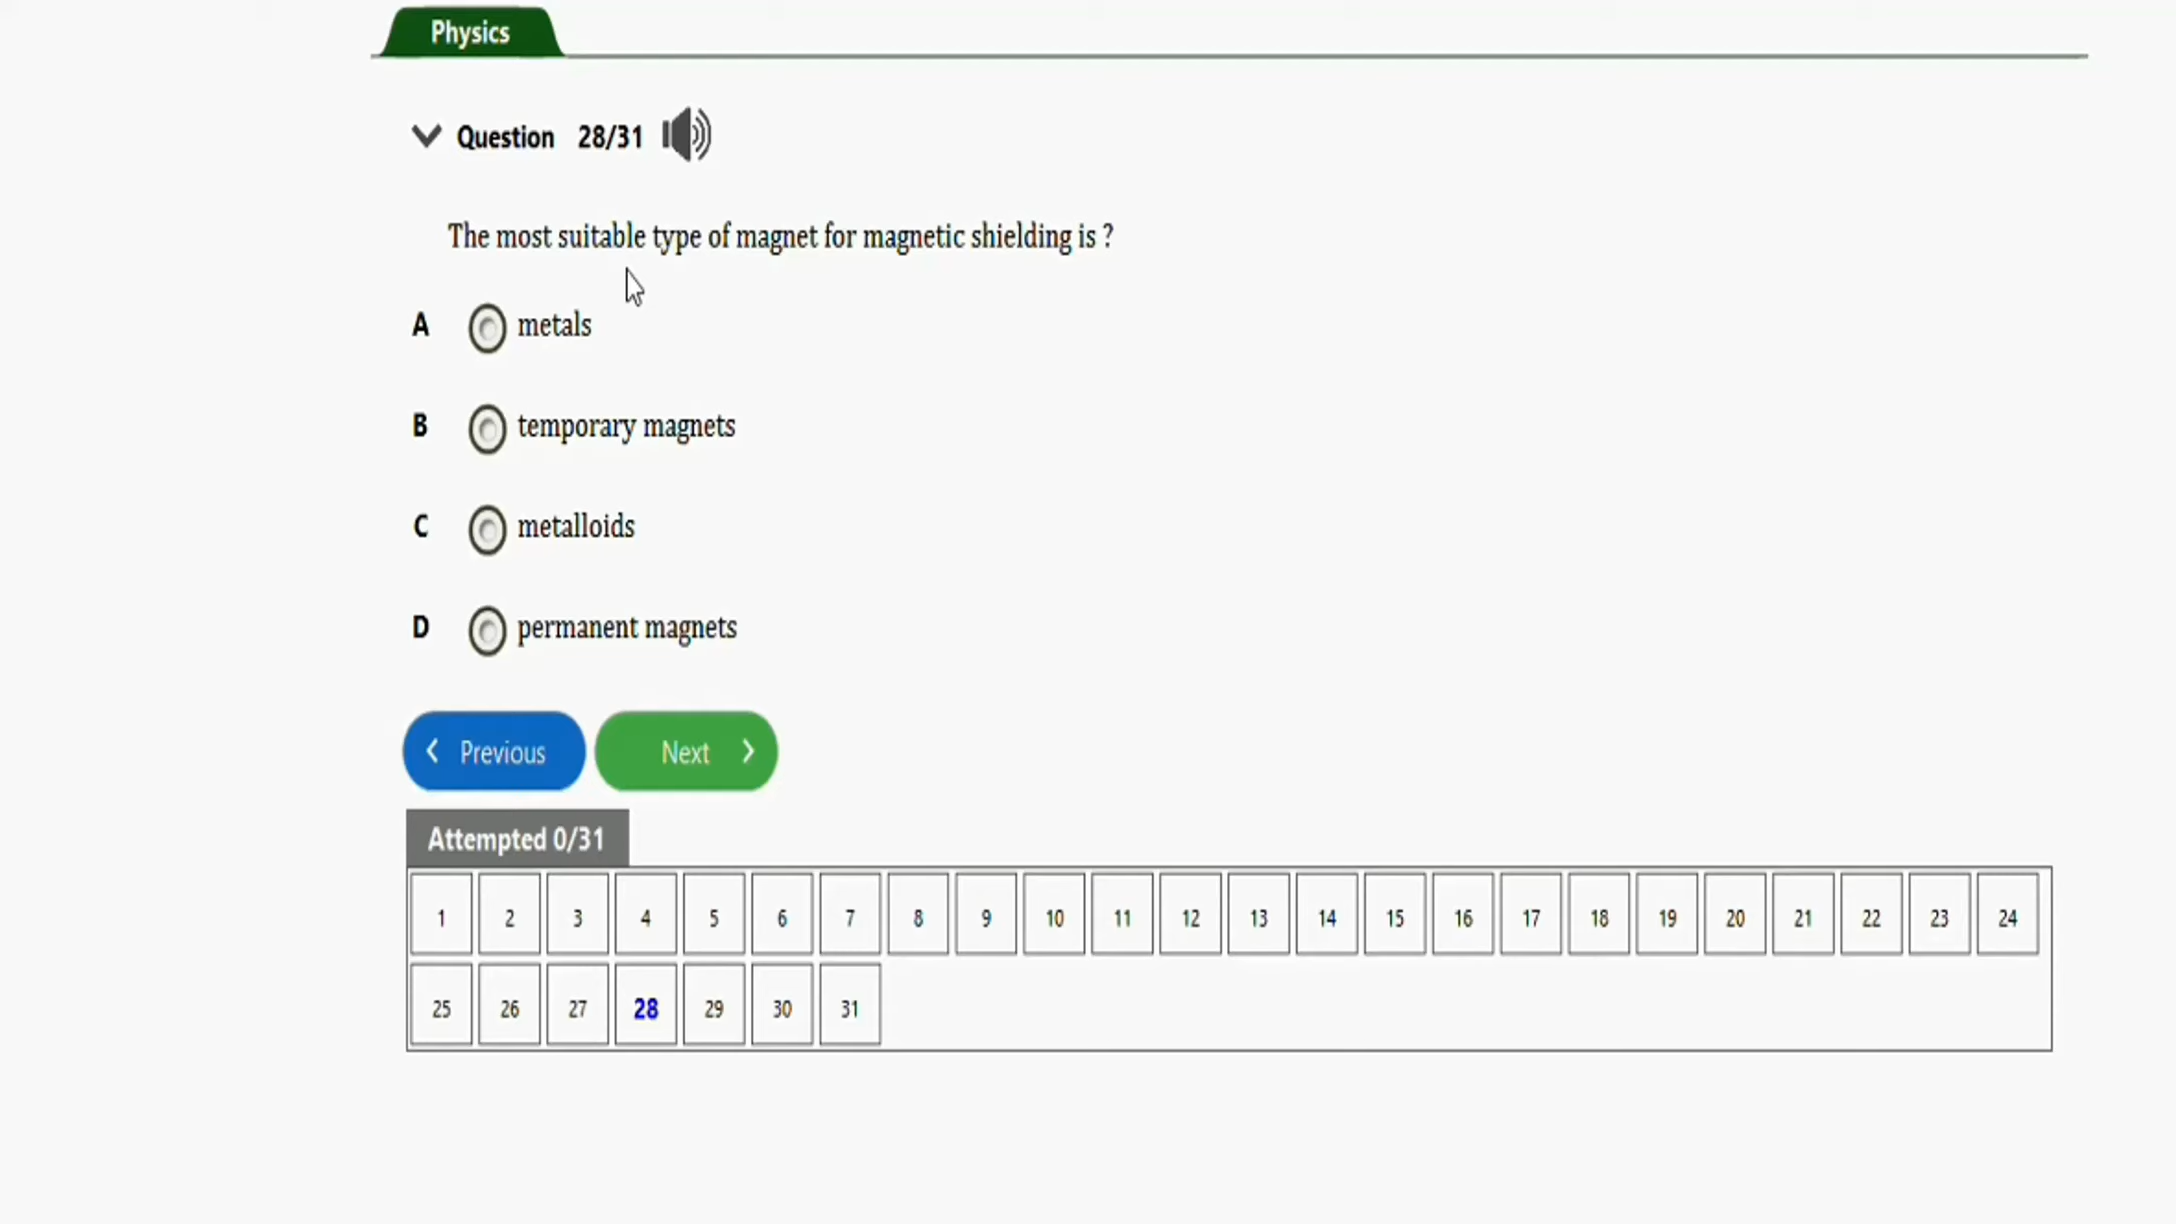 Physics
Question 28/31
The most suitable type of magnet for magnetic shielding is ?
A metals
B temporary magnets
C metalloids
D permanent magnets
Previous Next
Attempted 0/31
1 2 3 4 5 6 7 8 9 10 11 12 13 14 15 16 17 18 19 20 21 22 23 24
25 26 27 28 29 30 31